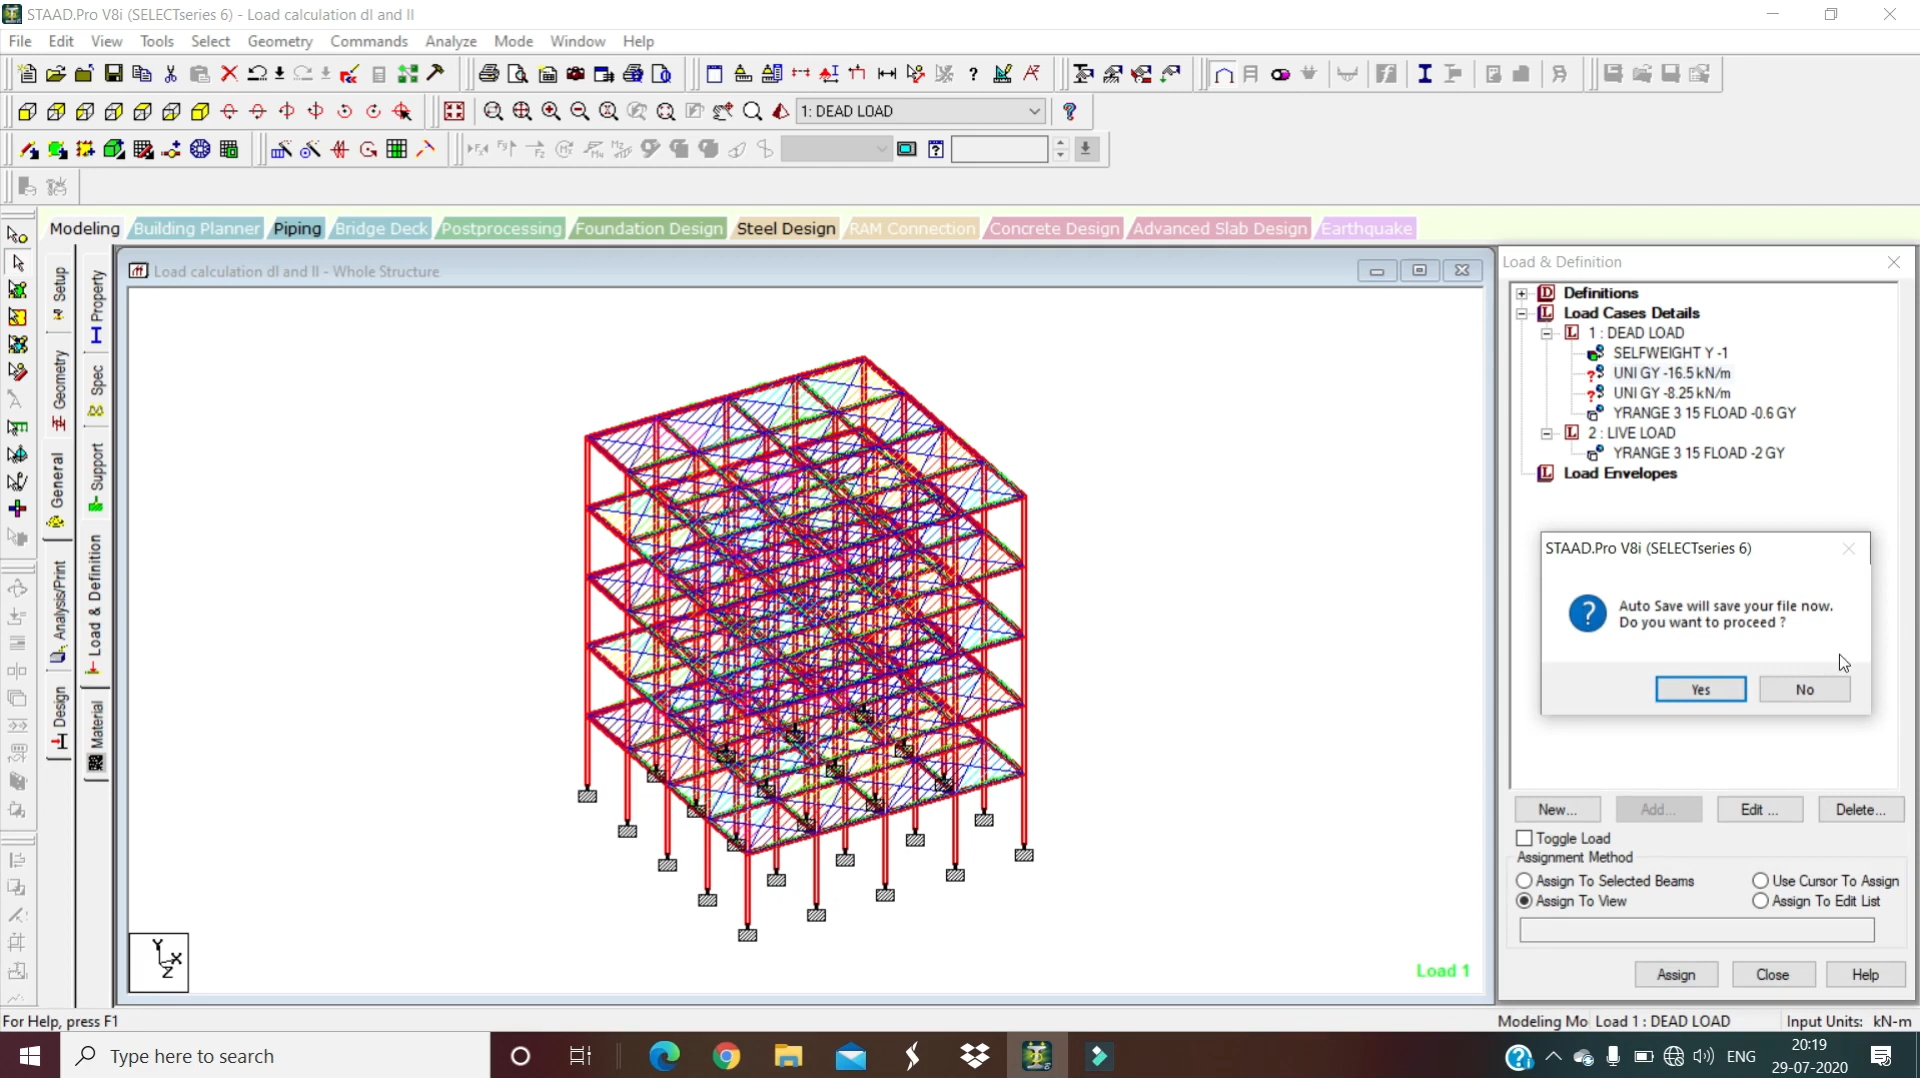 STAAD.Pro V8i (SELECTseries 6) - Load calculation dl and ll
File Edit View Tools Select Geometry Commands Analyze Mode Window Help
1: DEAD LOAD
Modeling Building Planner Piping Bridge Deck Postprocessing Foundation Design Steel Design RAM Connection Concrete Design Advanced Slab Design Earthquake
Setup
Geometry
General
Analysis/Print
Design
Property
Spec
Support
Load & Definition
Material
Load calculation dl and ll - Whole Structure
Y
X
Z
Load 1
Load & Definition
Definitions
Load Cases Details
1 : DEAD LOAD
SELFWEIGHT Y -1
UNI GY -16.5 kN/m
UNI GY -8.25 kN/m
YRANGE 3 15 FLOAD -0.6 GY
2 : LIVE LOAD
YRANGE 3 15 FLOAD -2 GY
Load Envelopes
STAAD.Pro V8i (SELECTseries 6)
Auto Save will save your file now.
Do you want to proceed ?
Yes No
New... Add... Edit ... Delete...
Toggle Load
Assignment Method
Assign To Selected Beams Use Cursor To Assign
Assign To View Assign To Edit List
Assign Close Help
For Help, press F1
Modeling Mo Load 1 : DEAD LOAD Input Units: kN-m
Type here to search
ENG
20:19
29-07-2020